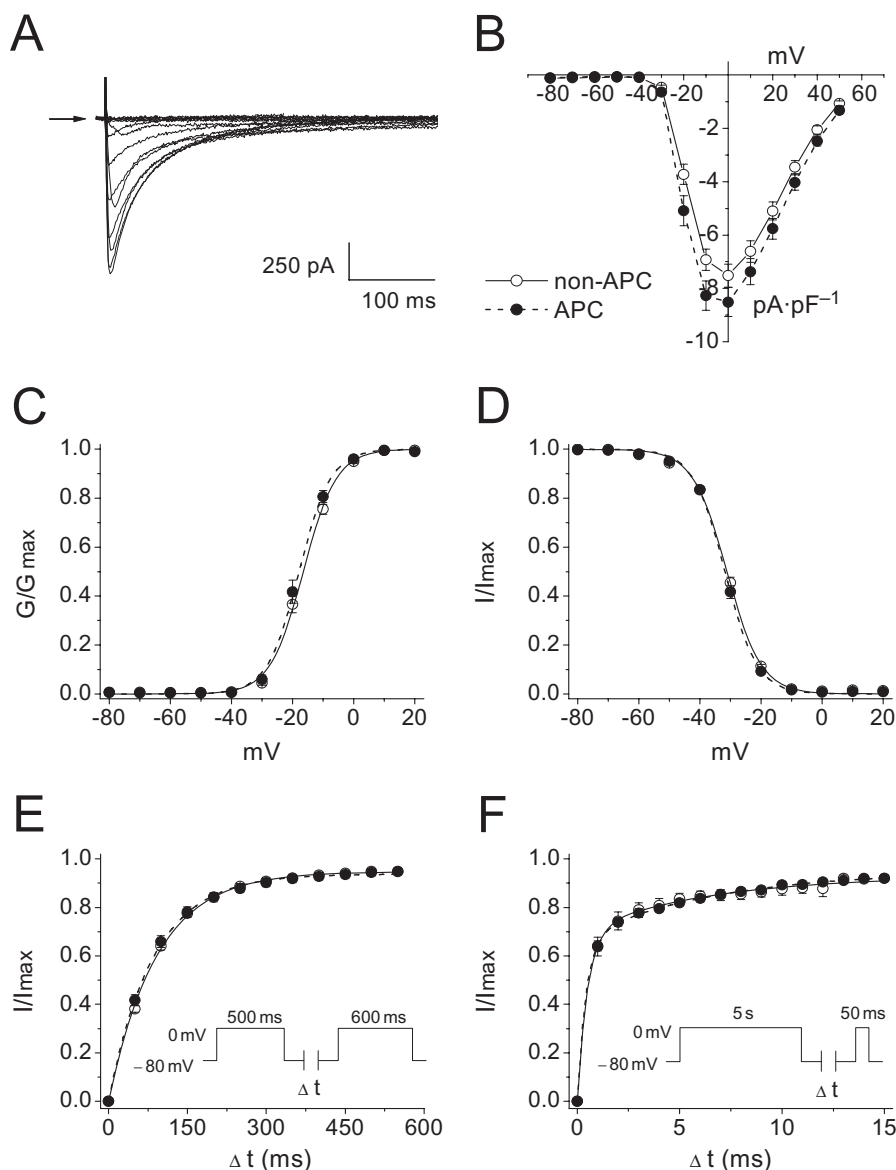 A
250 pA
100 ms
B
mV
-80 -60 -40 -20 20 40 60
-2
-4
-6
-8
-10
non-APC
APC
pA·pF⁻¹
C
G/Gmax
1.0
0.8
0.6
0.4
0.2
0.0
-80 -60 -40 -20 0 20
mV
D
I/Imax
1.0
0.8
0.6
0.4
0.2
0.0
-80 -60 -40 -20 0 20
mV
E
I/Imax
1.0
0.8
0.6
0.4
0.2
0.0
500 ms
600 ms
0 mV
−80 mV
Δ t
0 150 300 450 600
Δ t (ms)
F
I/Imax
1.0
0.8
0.6
0.4
0.2
0.0
5 s
50 ms
0 mV
−80 mV
Δ t
0 5 10 15
Δ t (ms)